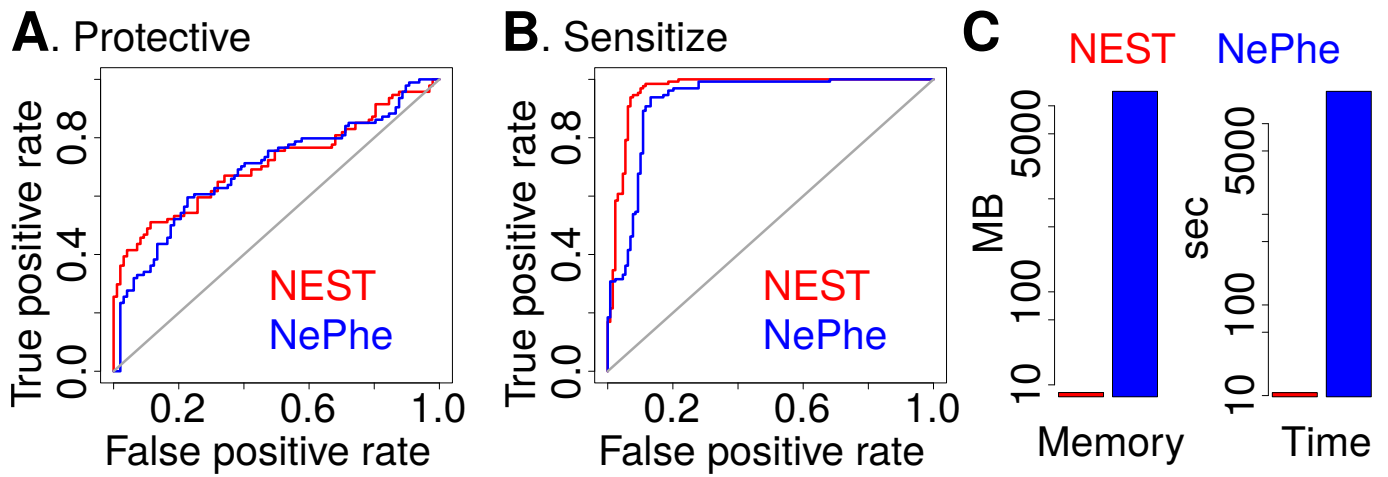 A. Protective
True positive rate
0.8
0.4
0.0
NEST
NePhe
0.2 0.6 1.0
False positive rate
B. Sensitize
True positive rate
0.8
0.4
0.0
NEST
NePhe
0.2 0.6 1.0
False positive rate
C
NEST NePhe
MB
5000
100
10
Memory
sec
5000
100
10
Time